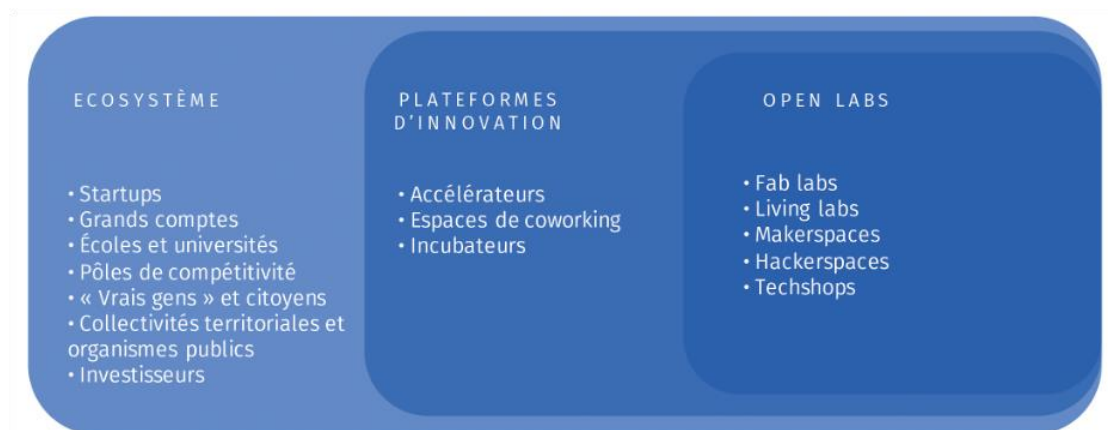 ECOSYSTÈME
• Startups
• Grands comptes
• Écoles et universités
• Pôles de compétitivité
• « Vrais gens » et citoyens
• Collectivités territoriales et
organismes publics
• Investisseurs
PLATEFORMES
D'INNOVATION
• Accélérateurs
• Espaces de coworking
• Incubateurs
OPEN LABS
• Fab labs
• Living labs
• Makerspaces
• Hackerspaces
• Techshops